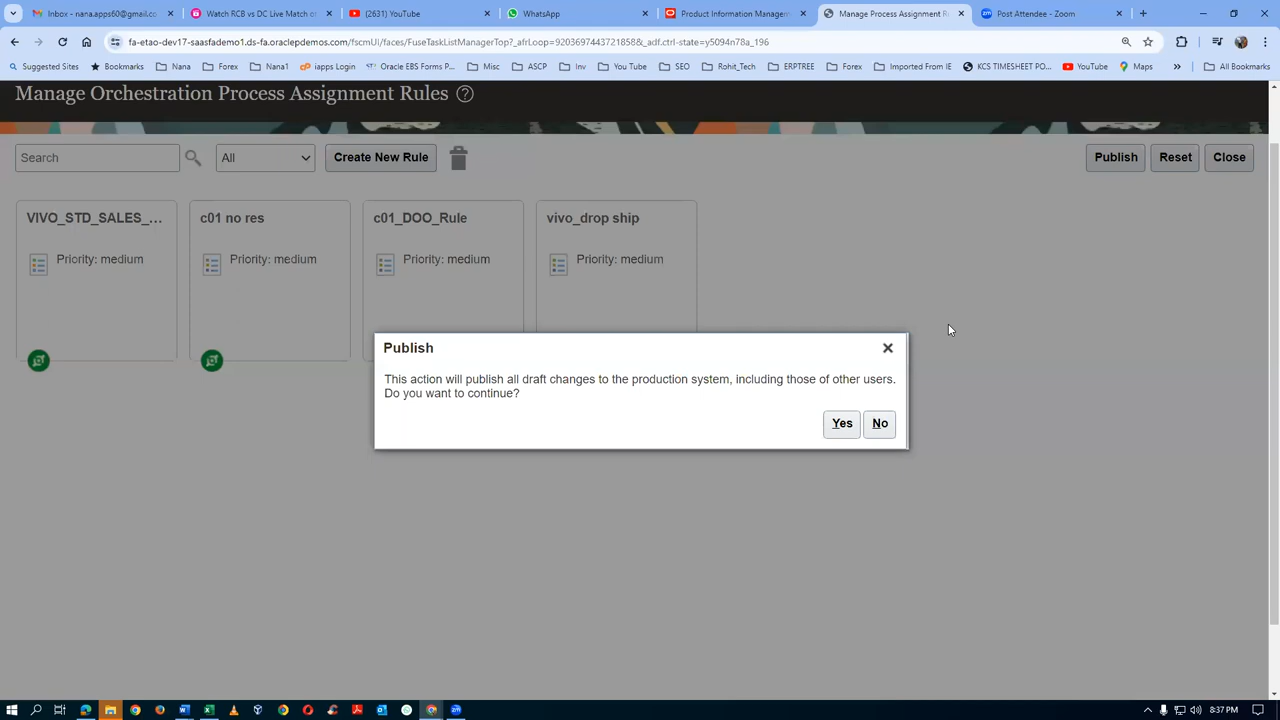 Inbox - nana.apps60@gmail.co
Watch RCB vs DC Live Match o
(2631) YouTube
WhatsApp
Product Information Managem
Manage Process Assignment R
Post Attendee - Zoom
fa-etao-dev17-saasfademo1.ds-fa.oraclepdemos.com/fscmUI/faces/FuseTaskListManagerTop?_afrLoop=9203697443721858&_adf.ctrl-state=y5094n78a_196
Suggested Sites
Bookmarks
Nana
Forex
Nana1
iapps Login
Oracle EBS Forms P...
Misc
ASCP
Inv
You Tube
SEO
Rohit_Tech
ERPTREE
Forex
Imported From IE
KCS TIMESHEET PO...
YouTube
Maps
»
All Bookmarks
Manage Orchestration Process Assignment Rules ?
Search
All
Create New Rule
Publish
Reset
Close
VIVO_STD_SALES_...
c01 no res
c01_DOO_Rule
vivo_drop ship
Priority: medium
Priority: medium
Priority: medium
Priority: medium
Publish
This action will publish all draft changes to the production system, including those of other users.
Do you want to continue?
Yes
No
8:37 PM